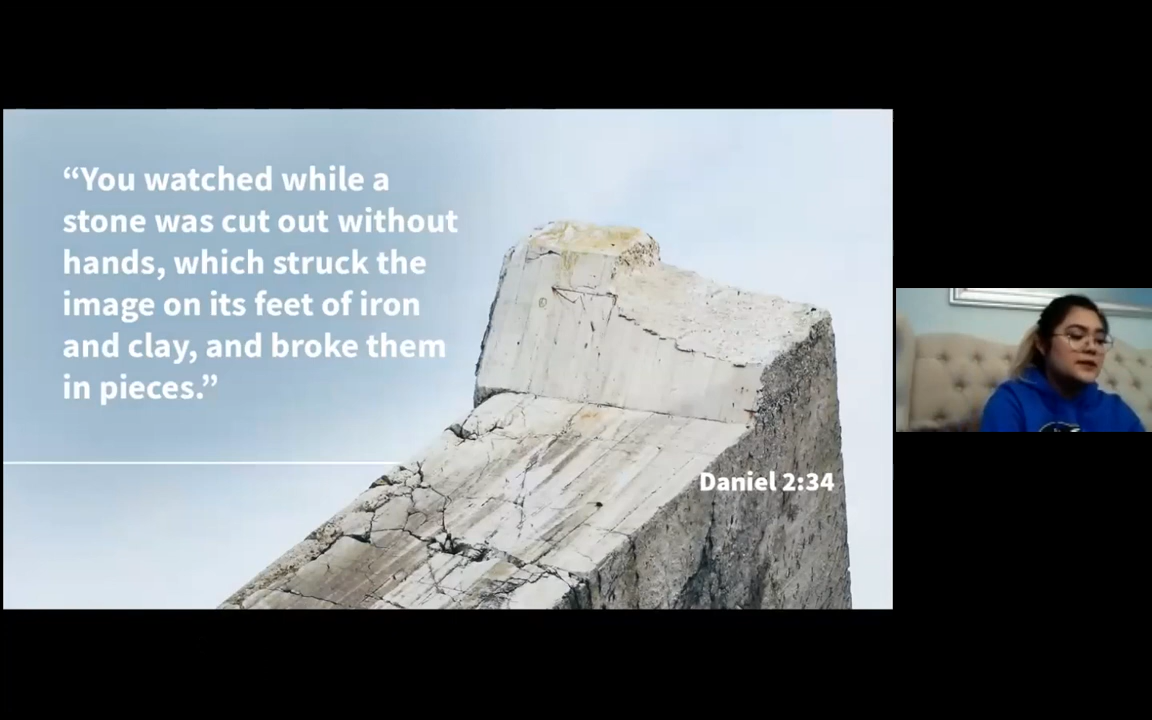 “You watched while a
stone was cut out without
hands, which struck the
image on its feet of iron
and clay, and broke them
in pieces.”
Daniel 2:34